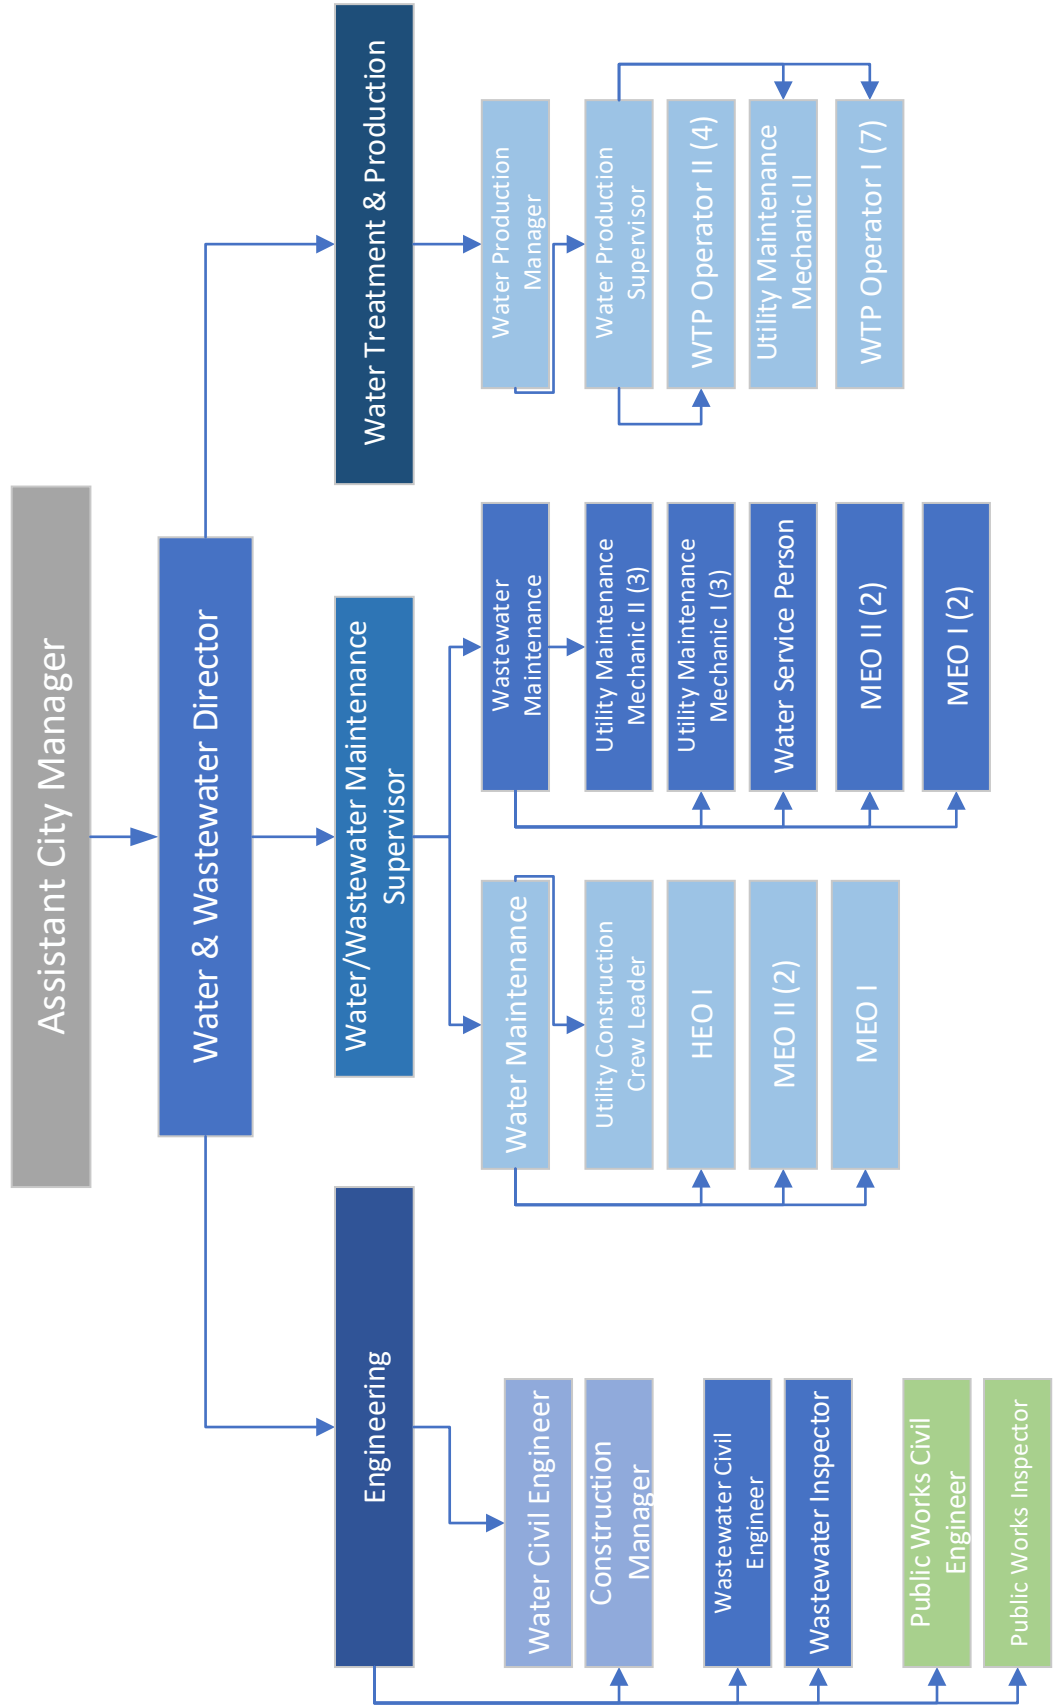 Assistant City Manager
Water & Wastewater Director
Engineering
Water/Wastewater Maintenance
Supervisor
Water Treatment & Production
Water Civil Engineer
Construction
Manager
Wastewater Civil
Engineer
Wastewater Inspector
Public Works Civil
Engineer
Public Works Inspector
Water Maintenance
Utility Construction
Crew Leader
HEO I
MEO II (2)
MEO I
Wastewater
Maintenance
Utility Maintenance
Mechanic II (3)
Utility Maintenance
Mechanic I (3)
Water Service Person
MEO II (2)
MEO I (2)
Water Production
Manager
Water Production
Supervisor
WTP Operator II (4)
Utility Maintenance
Mechanic II
WTP Operator I (7)